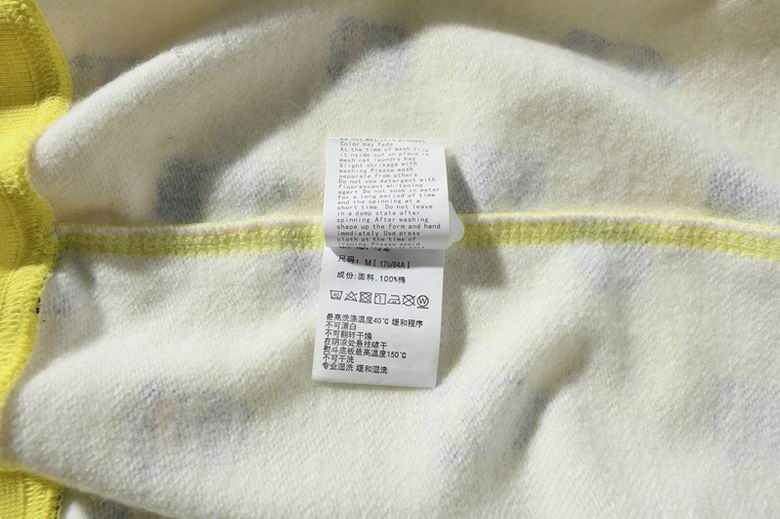 Color may fade
At the time of wash flip
it inside out an place in
mesh net laundry bag
Slight shrikage with
washing Please wash
separate from others
Do not use detergent with
fluorescent whitening
agent Do not soak in water
for a long period of time
and the spinning at a
short time Do not leave
in a damp state after
spinning.After washing
shape up the form and hand
immediately Use press
cloth at the time of
ironing Please avoid
尺码: M[170/84A]
成份:面料,100%棉
最高洗涤温度40℃ 缓和程序
不可漂白
不可翻转干燥
在阴凉处悬挂晾干
熨斗底板最高温度150℃
不可干洗
专业湿洗 缓和湿洗